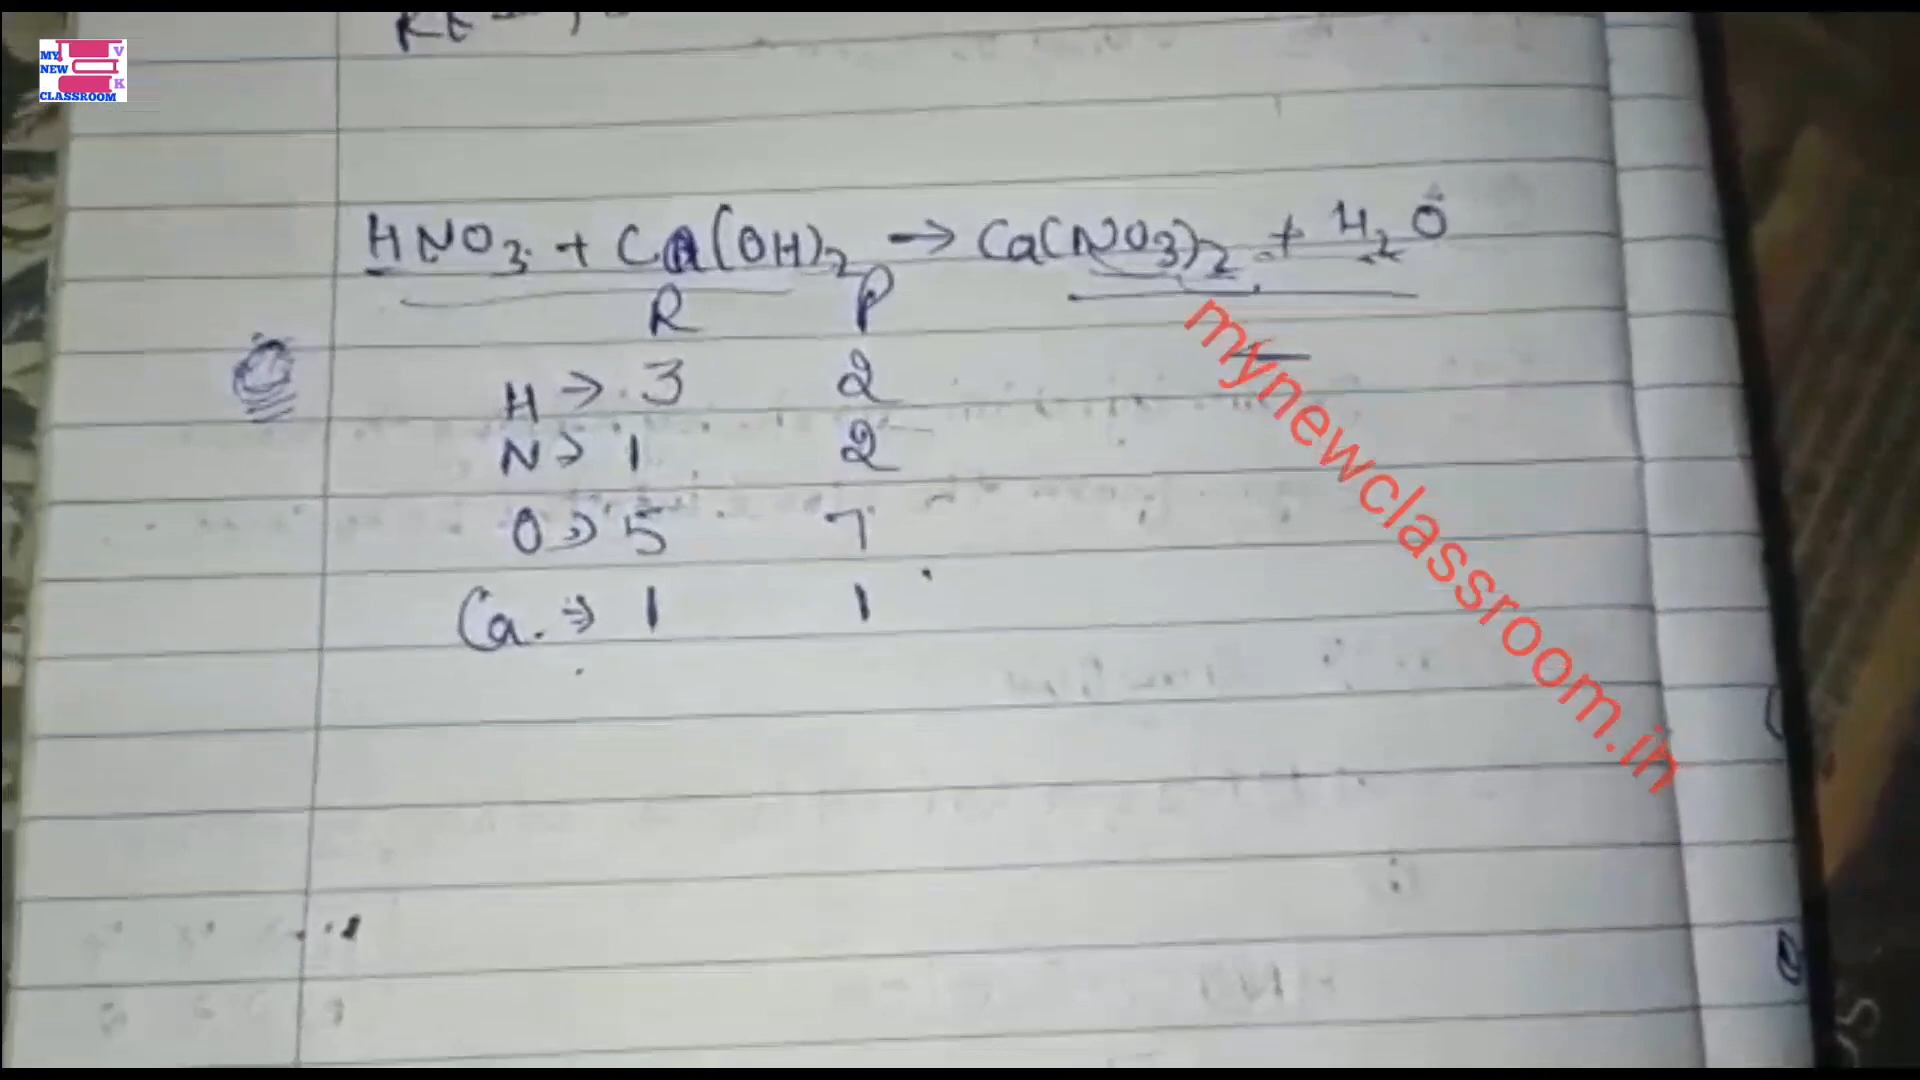 MY NEW CLASSROOM
V K
HNO3 + Ca(OH)2 → Ca(NO3)2 + H2O
R P
H → 3 2
N → 1 2
O → 5 7
Ca → 1 1
mynewclassroom.in